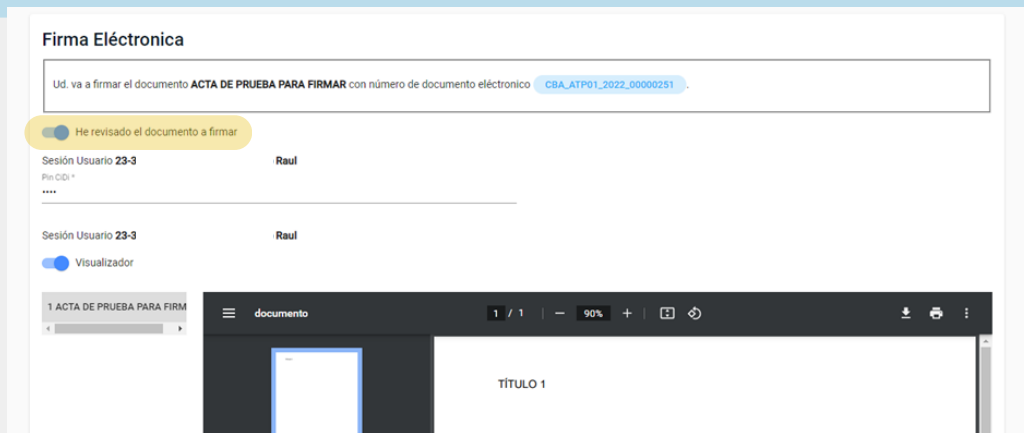 Firma Eléctronica
Ud. va a firmar el documento ACTA DE PRUEBA PARA FIRMAR con número de documento eléctronico CBA_ATP01_2022_00000251 .
He revisado el documento a firmar
Sesión Usuario 23-3 Raul
Pin CiDi *
••••
Sesión Usuario 23-3 Raul
Visualizador
1 ACTA DE PRUEBA PARA FIRM
documento 1 / 1 90%
TÍTULO 1